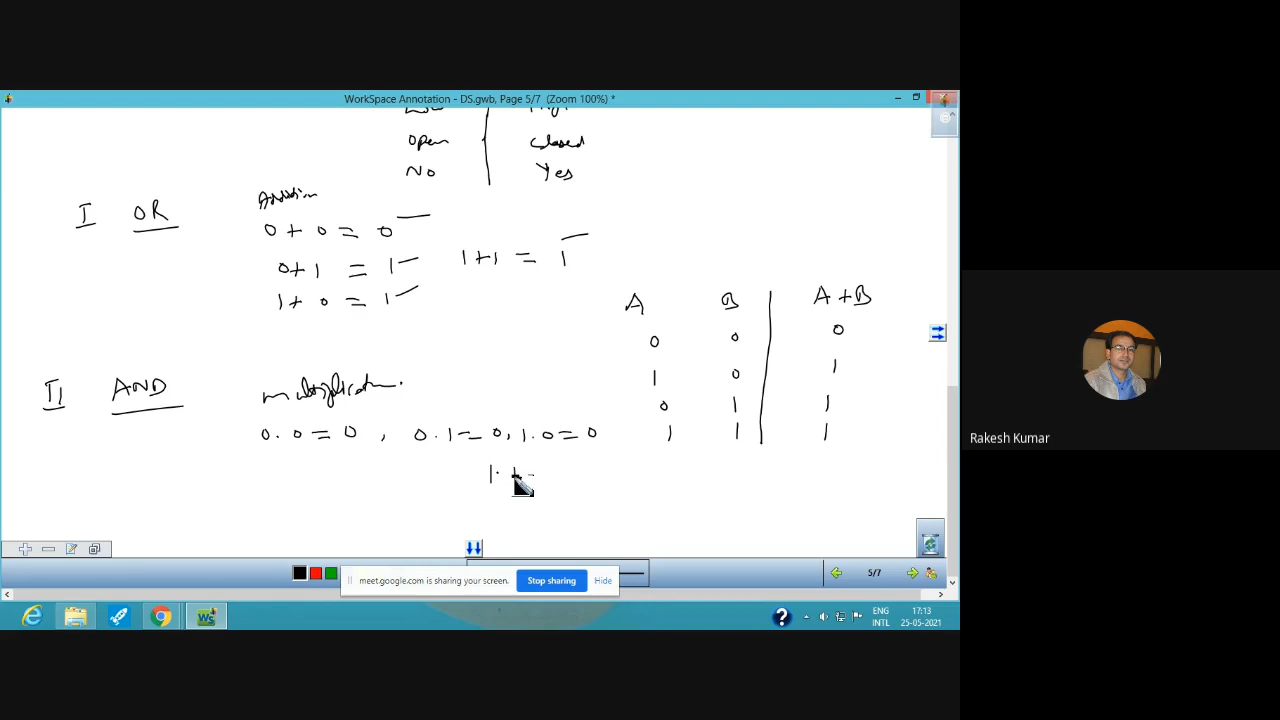 WorkSpace Annotation - DS.gwb, Page 5/7 (Zoom 100%) *
Open | Closed
No | Yes
Addition
I OR
0 + 0 = 0
0 + 1 = 1 1 + 1 = 1
1 + 0 = 1
A B | A + B
0 0 | 0
1 0 | 1
0 1 | 1
1 1 | 1
II AND multiplication.
0.0 = 0 , 0.1 = 0, 1.0 = 0
Rakesh Kumar
5/7
meet.google.com is sharing your screen. Stop sharing Hide
ENG 17:13
INTL 25-05-2021